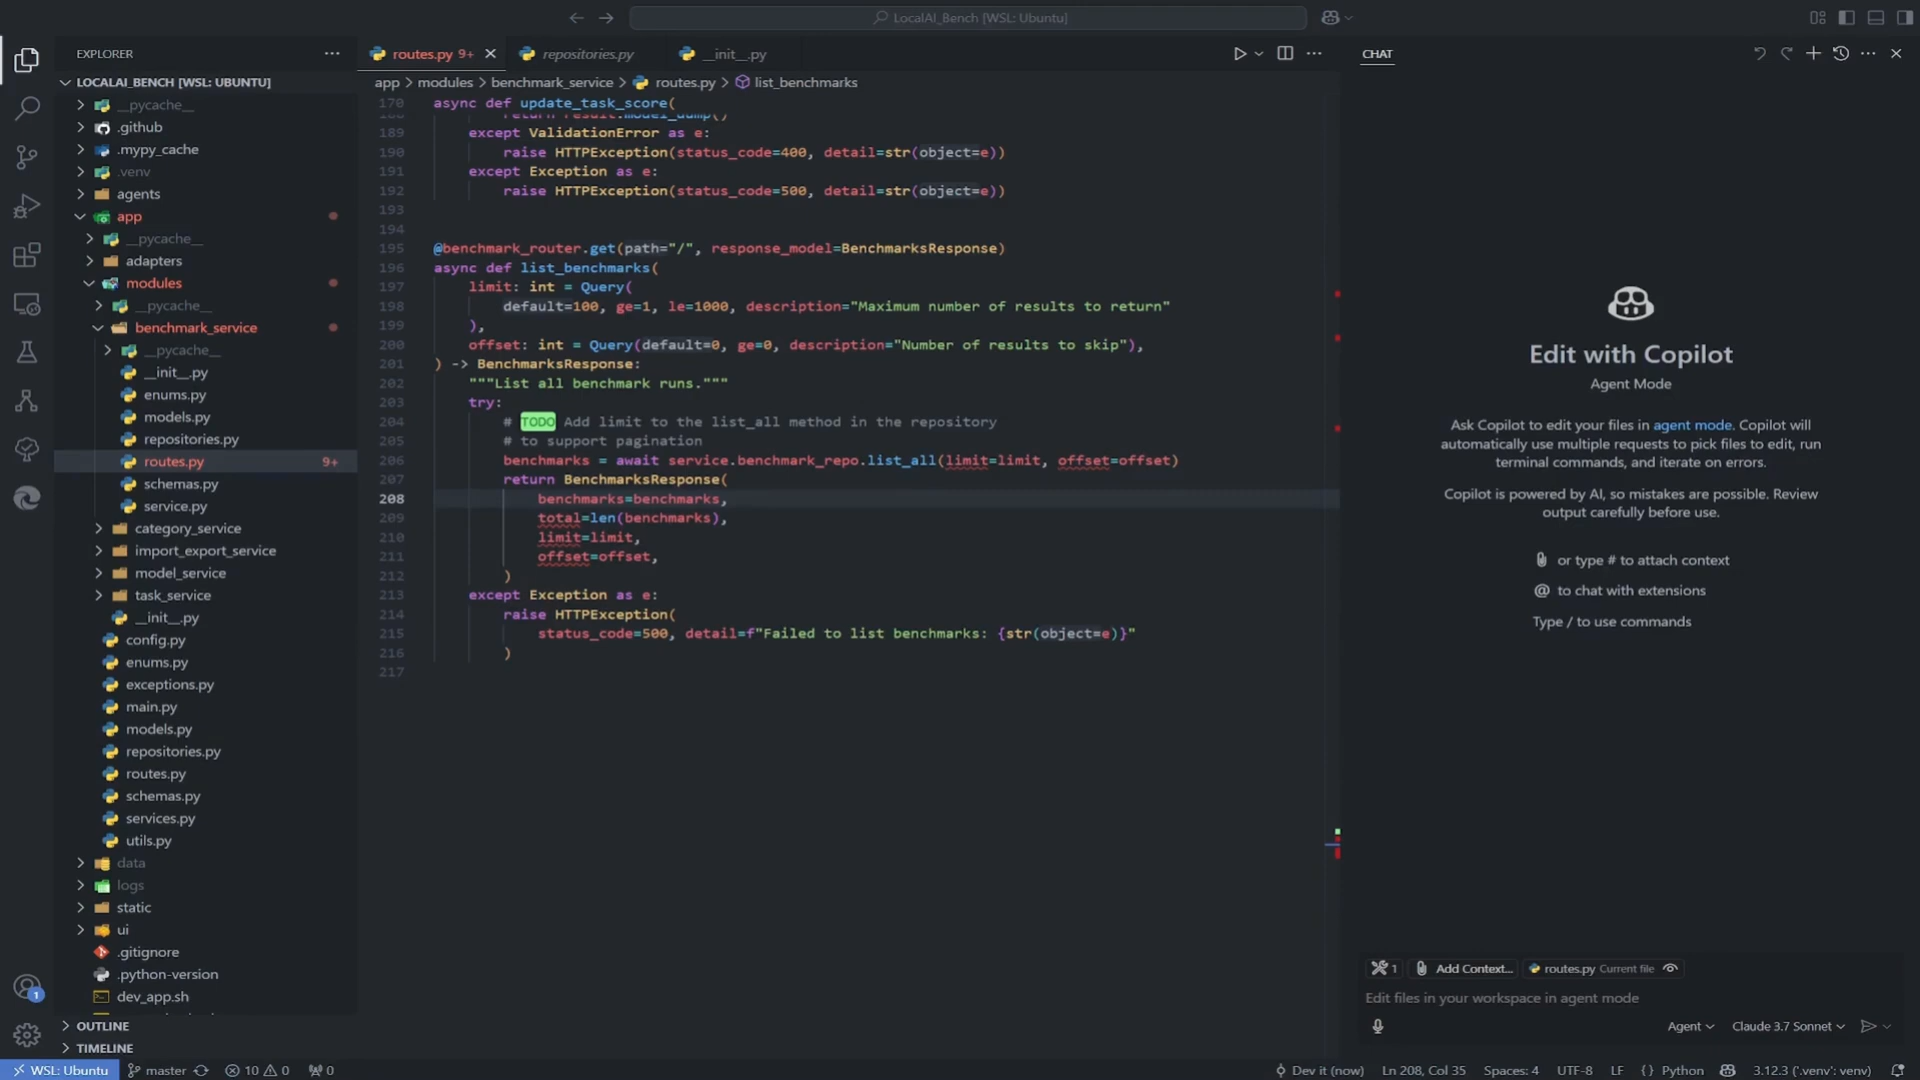 LocalAI_Bench [WSL: Ubuntu]
EXPLORER
LOCALAI_BENCH [WSL: UBUNTU]
__pycache__
.github
.mypy_cache
.venv
agents
app
__pycache__
adapters
modules
__pycache__
benchmark_service
__pycache__
__init__.py
enums.py
models.py
repositories.py
routes.py 9+
schemas.py
service.py
category_service
import_export_service
model_service
task_service
__init__.py
config.py
enums.py
exceptions.py
main.py
models.py
repositories.py
routes.py
schemas.py
services.py
utils.py
data
logs
static
ui
.gitignore
.python-version
dev_app.sh
OUTLINE
TIMELINE
routes.py 9+
repositories.py
__init__.py
app > modules > benchmark_service > routes.py > list_benchmarks
170 async def update_task_score(
return result.model_dump()
189 except ValidationError as e:
190 raise HTTPException(status_code=400, detail=str(object=e))
191 except Exception as e:
192 raise HTTPException(status_code=500, detail=str(object=e))
193
194
195 @benchmark_router.get(path="/", response_model=BenchmarksResponse)
196 async def list_benchmarks(
197 limit: int = Query(
198 default=100, ge=1, le=1000, description="Maximum number of results to return"
199 ),
200 offset: int = Query(default=0, ge=0, description="Number of results to skip"),
201 ) -> BenchmarksResponse:
202 """List all benchmark runs."""
203 try:
204 # TODO Add limit to the list_all method in the repository
205 # to support pagination
206 benchmarks = await service.benchmark_repo.list_all(limit=limit, offset=offset)
207 return BenchmarksResponse(
208 benchmarks=benchmarks,
209 total=len(benchmarks),
210 limit=limit,
211 offset=offset,
212 )
213 except Exception as e:
214 raise HTTPException(
215 status_code=500, detail=f"Failed to list benchmarks: {str(object=e)}"
216 )
217
CHAT
Edit with Copilot
Agent Mode
Ask Copilot to edit your files in agent mode. Copilot will
automatically use multiple requests to pick files to edit, run
terminal commands, and iterate on errors.
Copilot is powered by AI, so mistakes are possible. Review
output carefully before use.
or type # to attach context
@ to chat with extensions
Type / to use commands
1 Add Context... routes.py Current file
Edit files in your workspace in agent mode
Agent Claude 3.7 Sonnet
1
WSL: Ubuntu master 10 0 0 Dev it (now) Ln 208, Col 35 Spaces: 4 UTF-8 LF { } Python 3.12.3 ('.venv': venv)